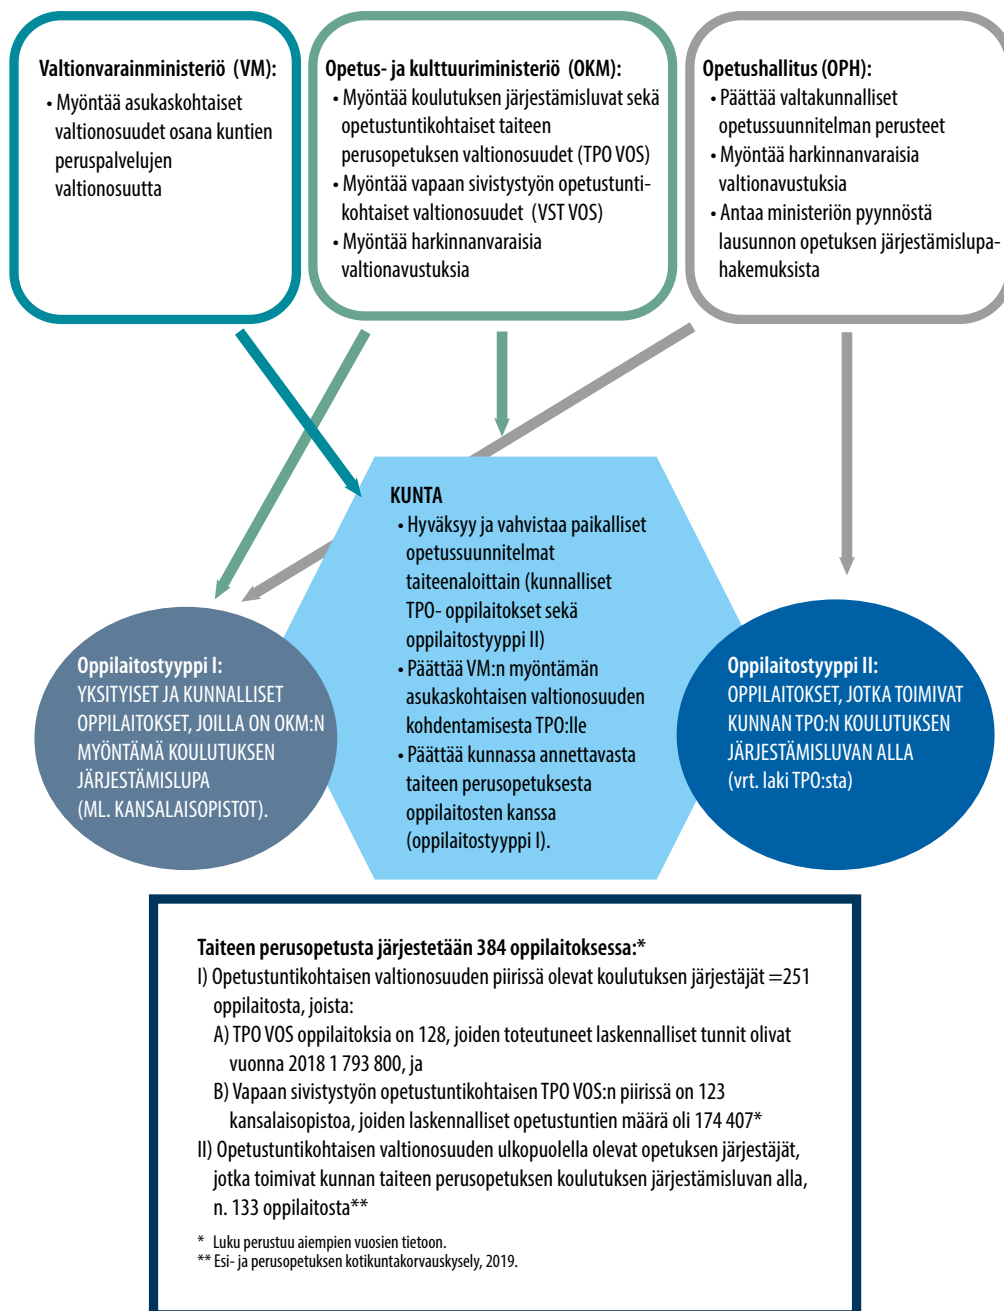 Valtionvarainministeriö (VM):
• Myöntää asukaskohtaiset
valtionosuudet osana kuntien
peruspalvelujen
valtionosuutta
Opetus- ja kulttuuriministeriö (OKM):
• Myöntää koulutuksen järjestämisluvat sekä
opetustuntikohtaiset taiteen
perusopetuksen valtionosuudet (TPO VOS)
• Myöntää vapaan sivistystyön opetustunti-
kohtaiset valtionosuudet (VST VOS)
• Myöntää harkinnanvaraisia
valtionavustuksia
Opetushallitus (OPH):
• Päättää valtakunnalliset
opetussuunnitelman perusteet
• Myöntää harkinnanvaraisia
valtionavustuksia
• Antaa ministeriön pyynnöstä
lausunnon opetuksen järjestämislupa-
hakemuksista
KUNTA
• Hyväksyy ja vahvistaa paikalliset
opetussuunnitelmat
taiteenaloittain (kunnalliset
TPO- oppilaitokset sekä
oppilaitostyyppi II)
• Päättää VM:n myöntämän
asukaskohtaisen valtionosuuden
kohdentamisesta TPO:lle
• Päättää kunnassa annettavasta
taiteen perusopetuksesta
oppilaitosten kanssa
(oppilaitostyyppi I).
Oppilaitostyyppi I:
YKSITYISET JA KUNNALLISET
OPPILAITOKSET, JOILLA ON OKM:N
MYÖNTÄMÄ KOULUTUKSEN
JÄRJESTÄMISLUPA
(ML. KANSALAISOPISTOT).
Oppilaitostyyppi II:
OPPILAITOKSET, JOTKA TOIMIVAT
KUNNAN TPO:N KOULUTUKSEN
JÄRJESTÄMISLUVAN ALLA
(vrt. laki TPO:sta)
Taiteen perusopetusta järjestetään 384 oppilaitoksessa:*
I) Opetustuntikohtaisen valtionosuuden piirissä olevat koulutuksen järjestäjät =251
oppilaitosta, joista:
A) TPO VOS oppilaitoksia on 128, joiden toteutuneet laskennalliset tunnit olivat
vuonna 2018 1 793 800, ja
B) Vapaan sivistystyön opetustuntikohtaisen TPO VOS:n piirissä on 123
kansalaisopistoa, joiden laskennalliset opetustuntien määrä oli 174 407*
II) Opetustuntikohtaisen valtionosuuden ulkopuolella olevat opetuksen järjestäjät,
jotka toimivat kunnan taiteen perusopetuksen koulutuksen järjestämisluvan alla,
n. 133 oppilaitosta**
* Luku perustuu aiempien vuosien tietoon.
** Esi- ja perusopetuksen kotikuntakorvauskysely, 2019.